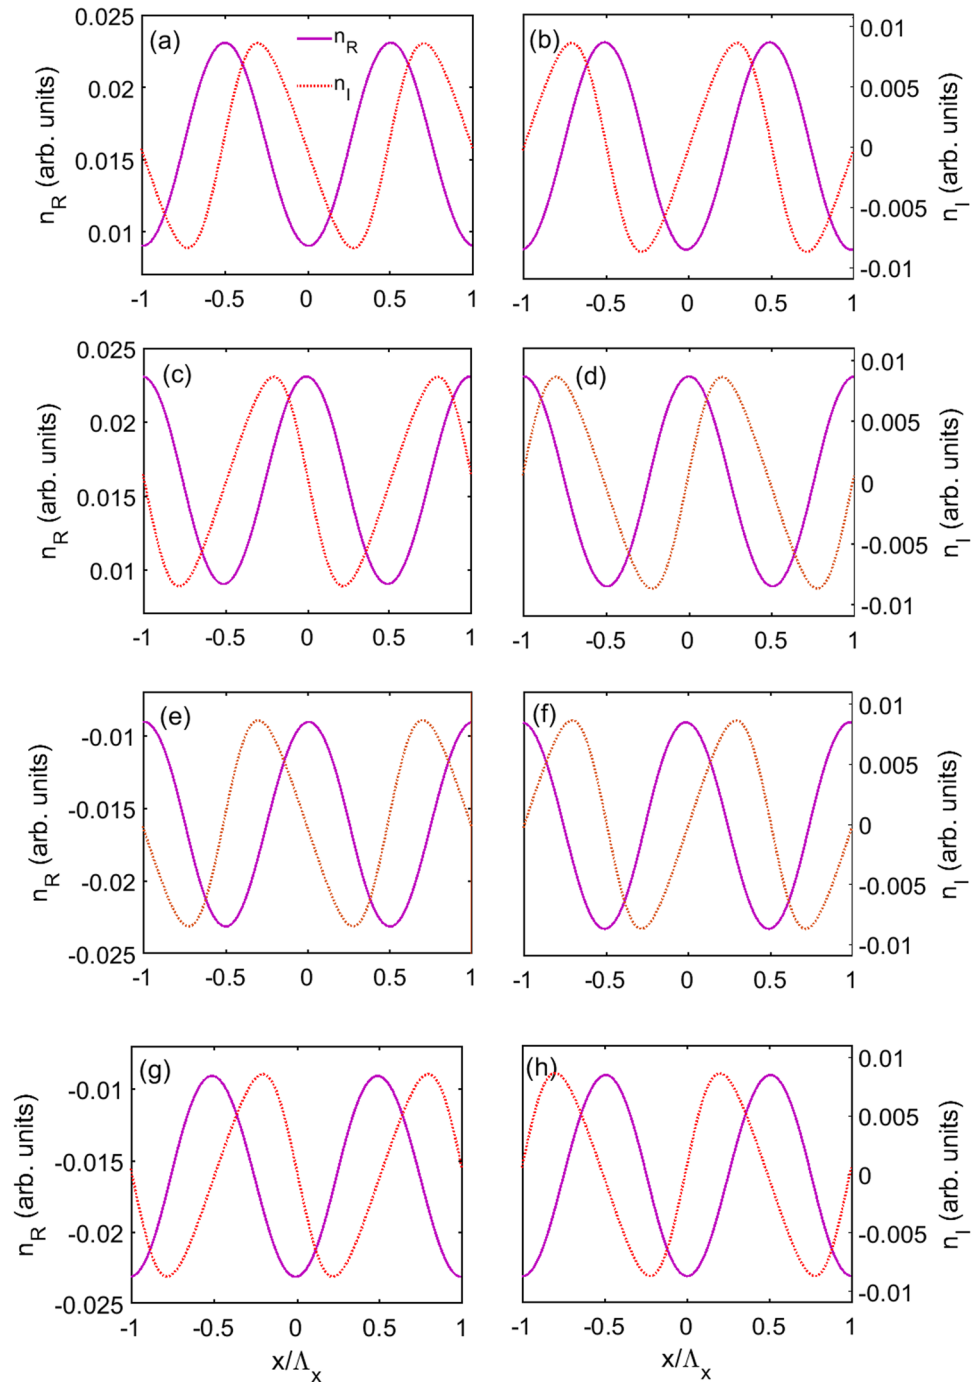 (a)
n_R
n_I
0.025
0.02
0.015
0.01
n_R (arb. units)
-1 -0.5 0 0.5 1
(b)
0.01
0.005
0
-0.005
-0.01
n_I (arb. units)
-1 -0.5 0 0.5 1
(c)
0.025
0.02
0.015
0.01
n_R (arb. units)
-1 -0.5 0 0.5 1
(d)
0.01
0.005
0
-0.005
-0.01
n_I (arb. units)
-1 -0.5 0 0.5 1
(e)
-0.01
-0.015
-0.02
-0.025
n_R (arb. units)
-1 -0.5 0 0.5 1
(f)
0.01
0.005
0
-0.005
-0.01
n_I (arb. units)
-1 -0.5 0 0.5 1
(g)
-0.01
-0.015
-0.02
-0.025
n_R (arb. units)
-1 -0.5 0 0.5 1
x/Λ_x
(h)
0.01
0.005
0
-0.005
-0.01
n_I (arb. units)
-1 -0.5 0 0.5 1
x/Λ_x